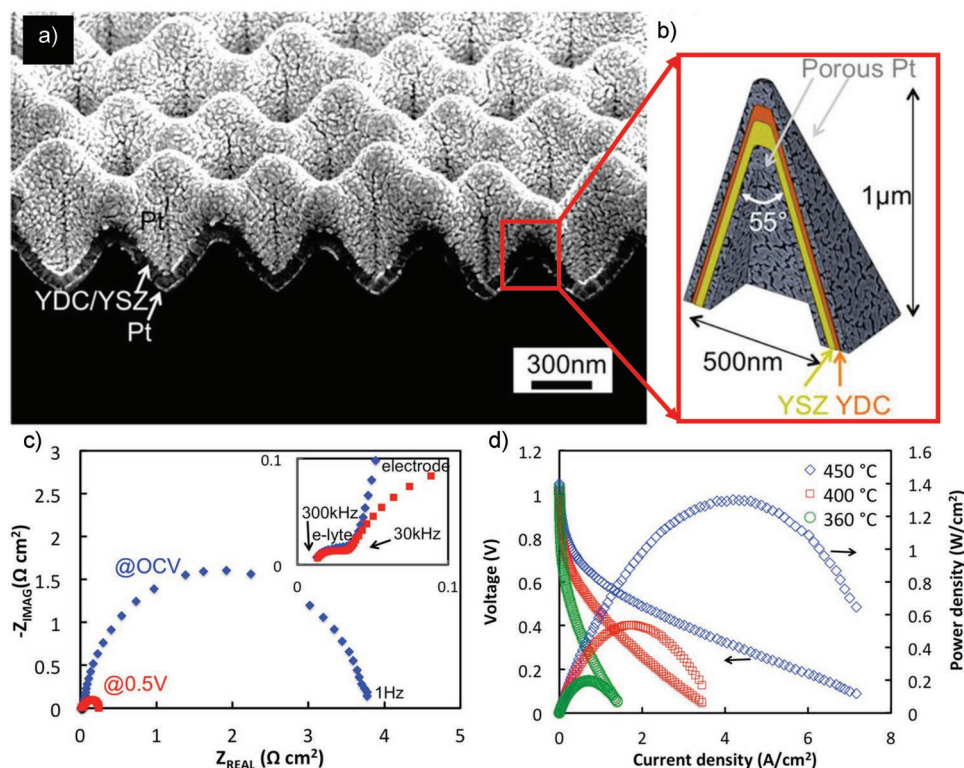 a)
Pt
YDC/YSZ
Pt
300nm
b)
Porous Pt
55°
1μm
500nm
YSZ YDC
c)
3
2.5
2
1.5
1
0.5
0
-Z_IMAG (Ω cm²)
@OCV
@0.5V
1Hz
0 1 2 3 4 5
Z_REAL (Ω cm²)
0.1
electrode
300kHz
e-lyte
30kHz
0
0.1
d)
1.2
1
0.8
0.6
0.4
0.2
0
Voltage (V)
450 °C
400 °C
360 °C
1.6
1.4
1.2
1
0.8
0.6
0.4
0.2
0
Power density (W/cm²)
0 2 4 6 8
Current density (A/cm²)